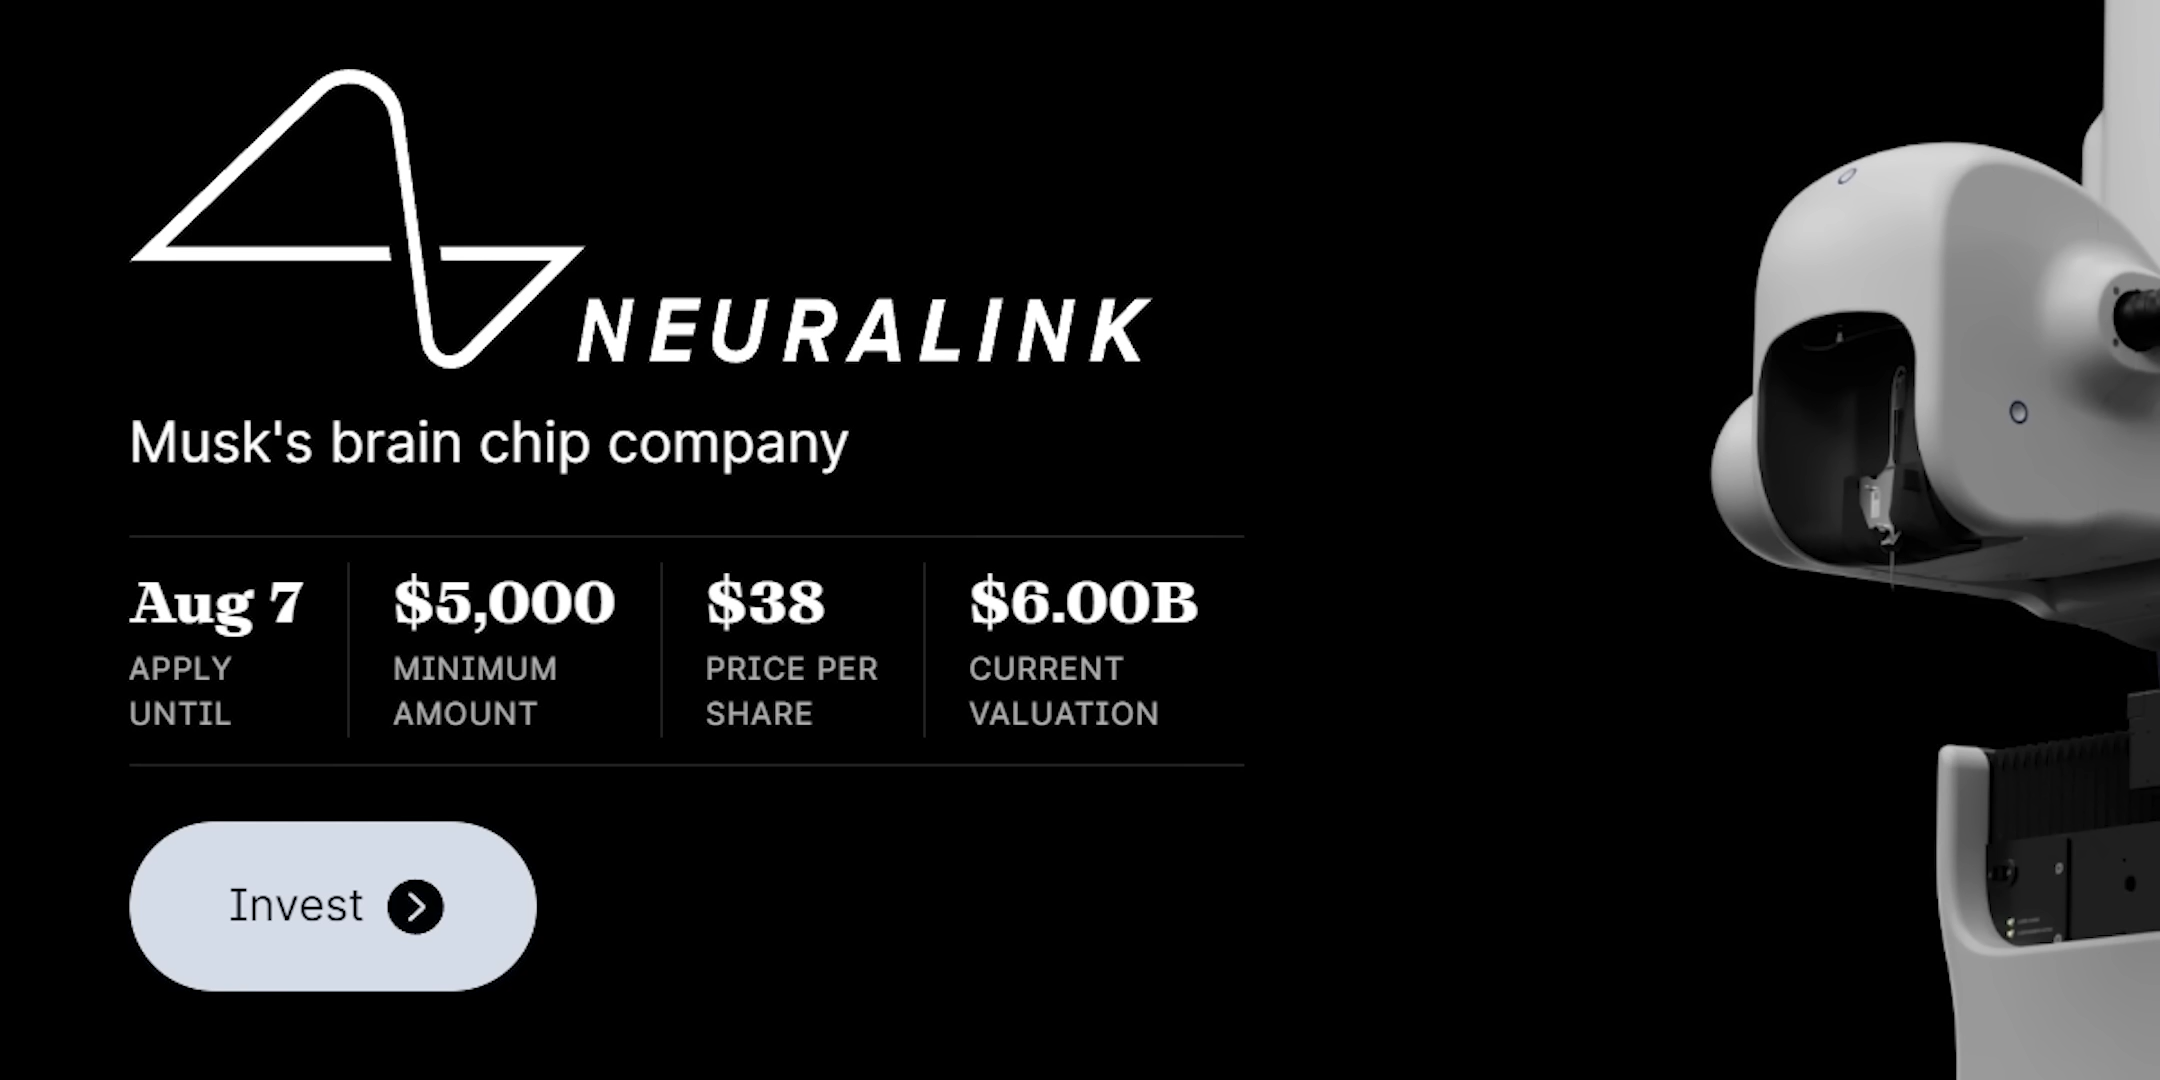 NEURALINK
Musk's brain chip company
Aug 7
APPLY
UNTIL
$5,000
MINIMUM
AMOUNT
$38
PRICE PER
SHARE
$6.00B
CURRENT
VALUATION
Invest